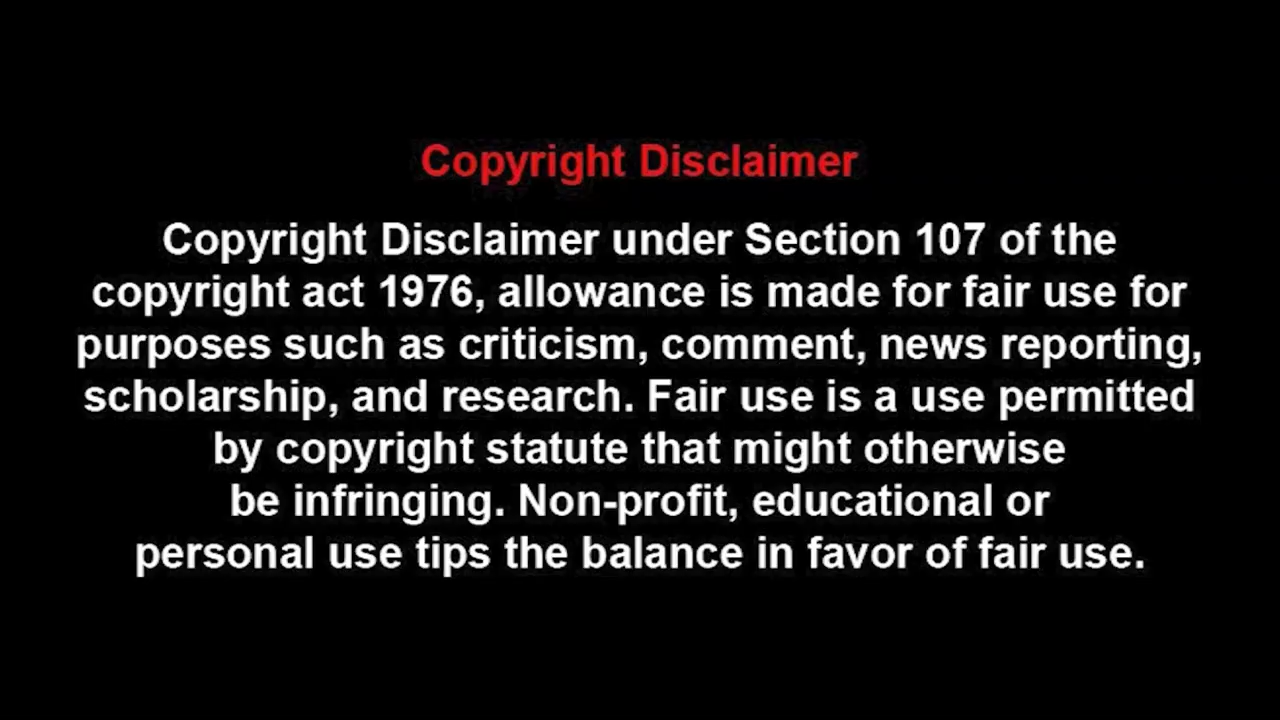 Copyright Disclaimer
Copyright Disclaimer under Section 107 of the
copyright act 1976, allowance is made for fair use for
purposes such as criticism, comment, news reporting,
scholarship, and research. Fair use is a use permitted
by copyright statute that might otherwise
be infringing. Non-profit, educational or
personal use tips the balance in favor of fair use.